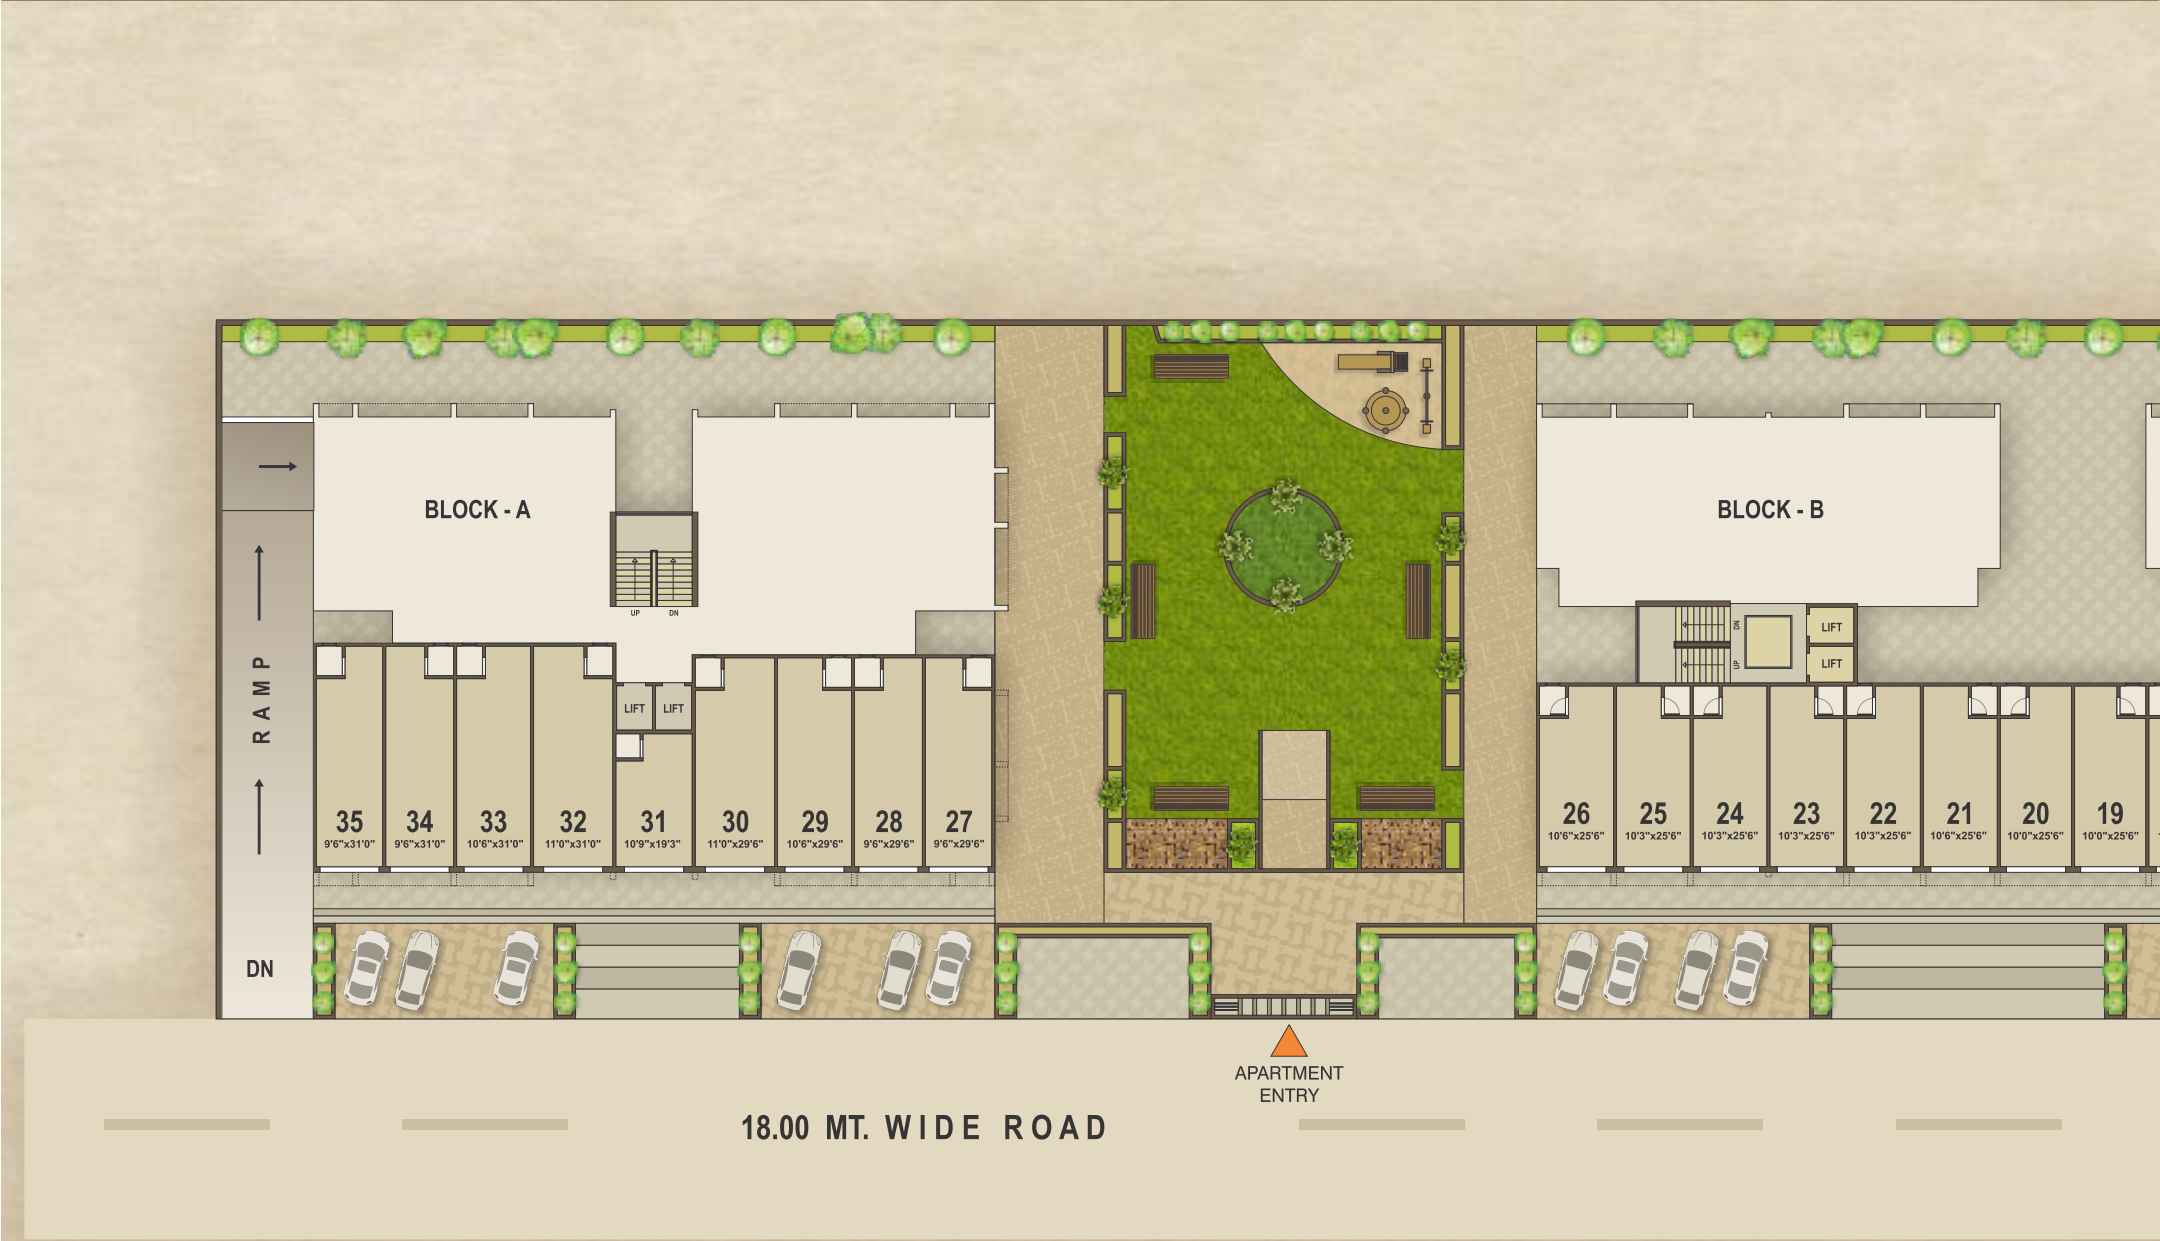 BLOCK - A
BLOCK - B
RAMP
UP
DN
DN
UP
LIFT
LIFT
LIFT
LIFT
35
9'6"x31'0"
34
9'6"x31'0"
33
10'6"x31'0"
32
11'0"x31'0"
31
10'9"x19'3"
30
11'0"x29'6"
29
10'6"x29'6"
28
9'6"x29'6"
27
9'6"x29'6"
26
10'6"x25'6"
25
10'3"x25'6"
24
10'3"x25'6"
23
10'3"x25'6"
22
10'3"x25'6"
21
10'6"x25'6"
20
10'0"x25'6"
19
10'0"x25'6"
DN
APARTMENT
ENTRY
18.00 MT. WIDE ROAD